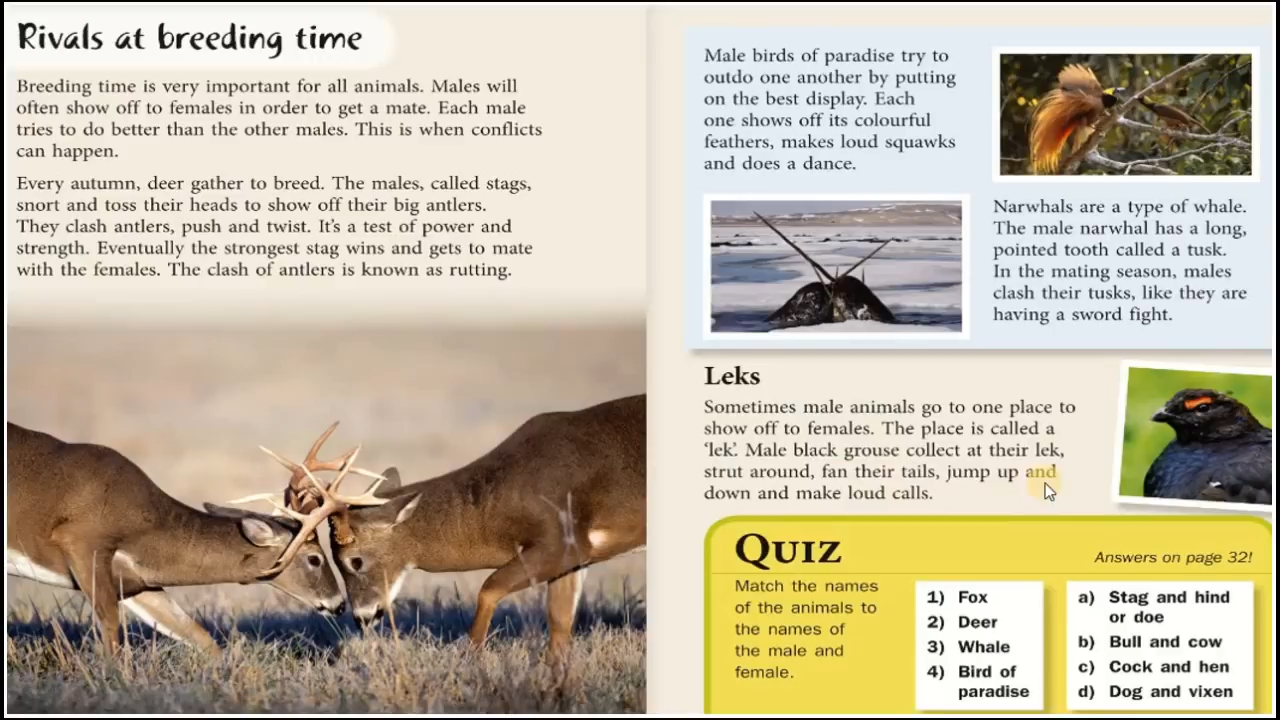 Rivals at breeding time
Breeding time is very important for all animals. Males will
often show off to females in order to get a mate. Each male
tries to do better than the other males. This is when conflicts
can happen.
Every autumn, deer gather to breed. The males, called stags,
snort and toss their heads to show off their big antlers.
They clash antlers, push and twist. It's a test of power and
strength. Eventually the strongest stag wins and gets to mate
with the females. The clash of antlers is known as rutting.
Male birds of paradise try to
outdo one another by putting
on the best display. Each
one shows off its colourful
feathers, makes loud squawks
and does a dance.
Narwhals are a type of whale.
The male narwhal has a long,
pointed tooth called a tusk.
In the mating season, males
clash their tusks, like they are
having a sword fight.
Leks
Sometimes male animals go to one place to
show off to females. The place is called a
‘lek’. Male black grouse collect at their lek,
strut around, fan their tails, jump up and
down and make loud calls.
QUIZ
Answers on page 32!
Match the names
of the animals to
the names of
the male and
female.
1) Fox
2) Deer
3) Whale
4) Bird of
paradise
a) Stag and hind
or doe
b) Bull and cow
c) Cock and hen
d) Dog and vixen